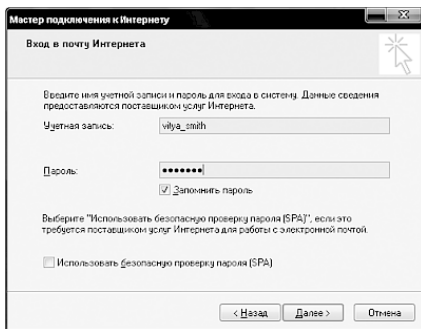 Мастер подключения к Интернету
Вход в почту Интернета
Введите имя учетной записи и пароль для входа в систему. Данные сведения
предоставляются поставщиком услуг Интернета.
Учетная запись: vitya_smith
Пароль: •••••••
Запомнить пароль
Выберите "Использовать безопасную проверку пароля (SPA)", если это
требуется поставщиком услуг Интернета для работы с электронной почтой.
Использовать безопасную проверку пароля (SPA)
< Назад Далее > Отмена